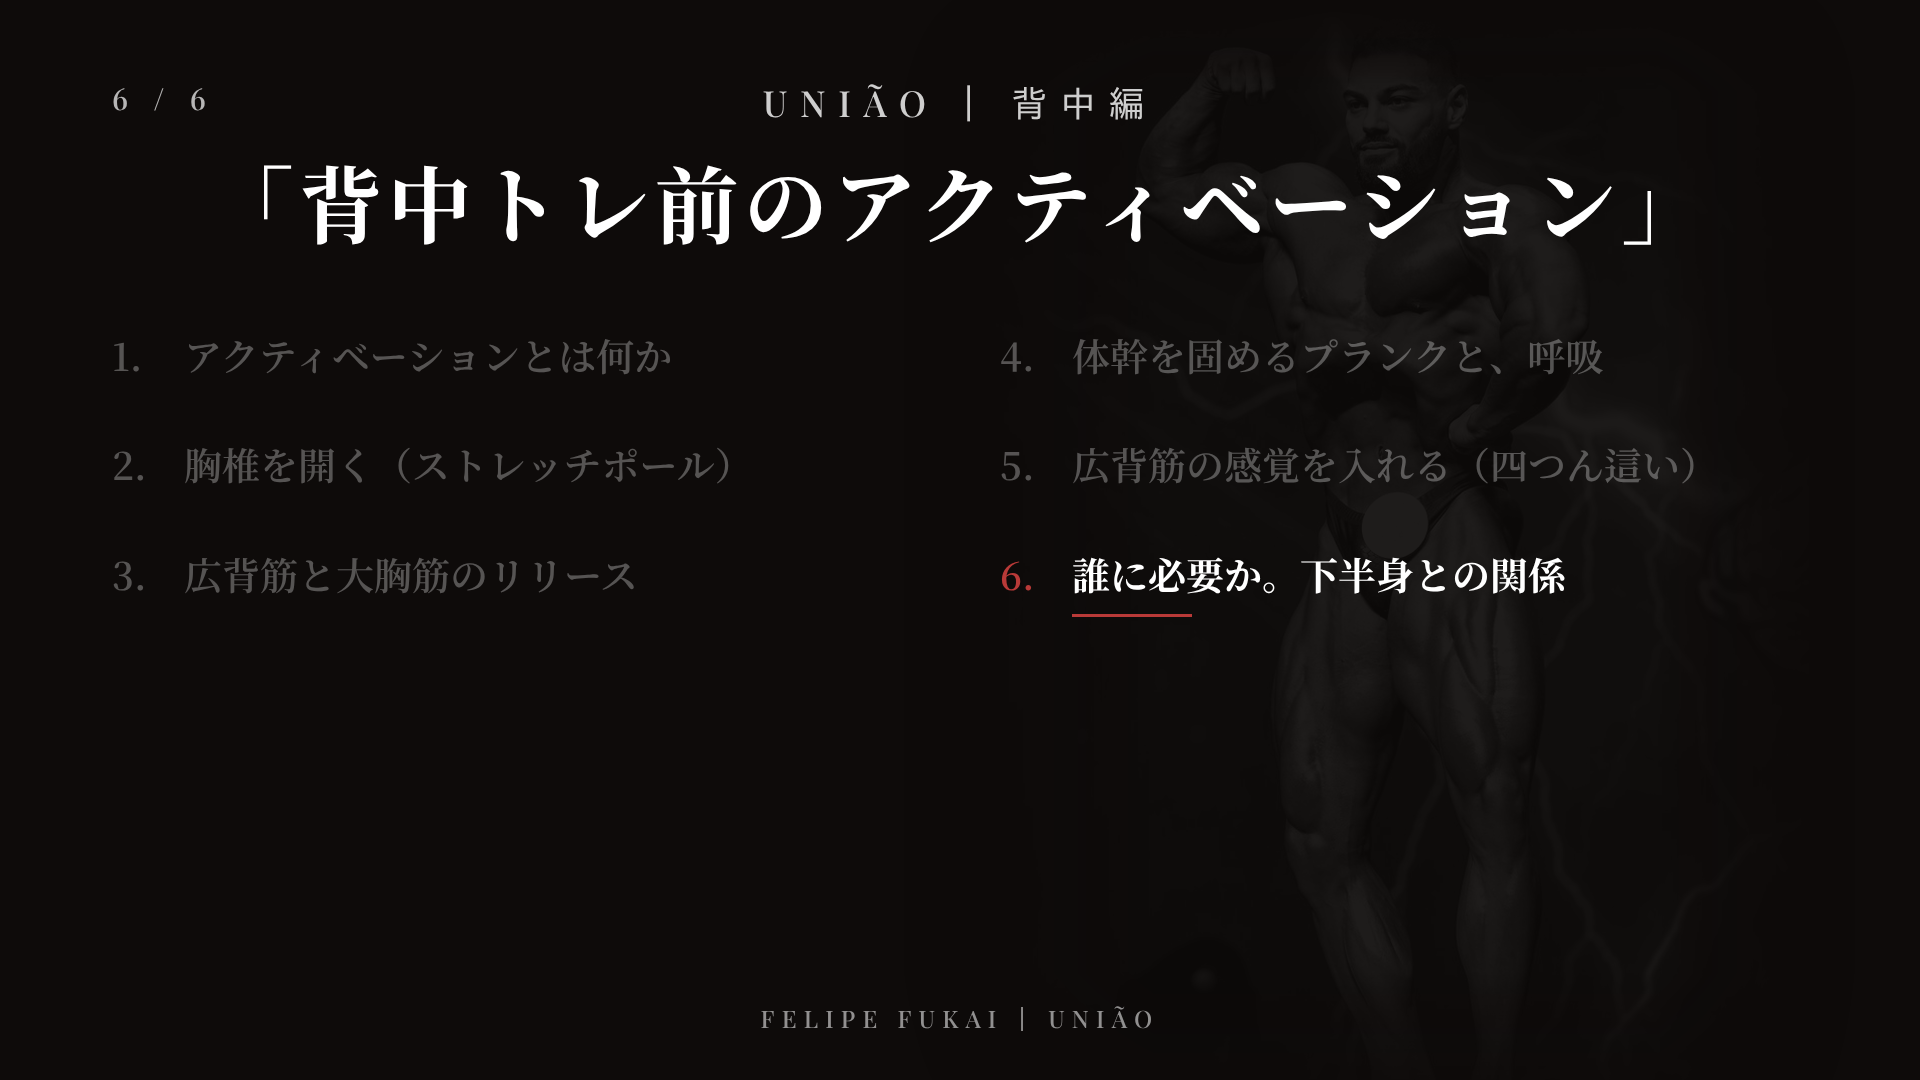 6 / 6
UNIÃO | 背中編
「背中トレ前のアクティベーション」
1. アクティベーションとは何か
2. 胸椎を開く（ストレッチポール）
3. 広背筋と大胸筋のリリース
4. 体幹を固めるプランクと、呼吸
5. 広背筋の感覚を入れる（四つん這い）
6. 誰に必要か。下半身との関係
FELIPE FUKAI | UNIÃO